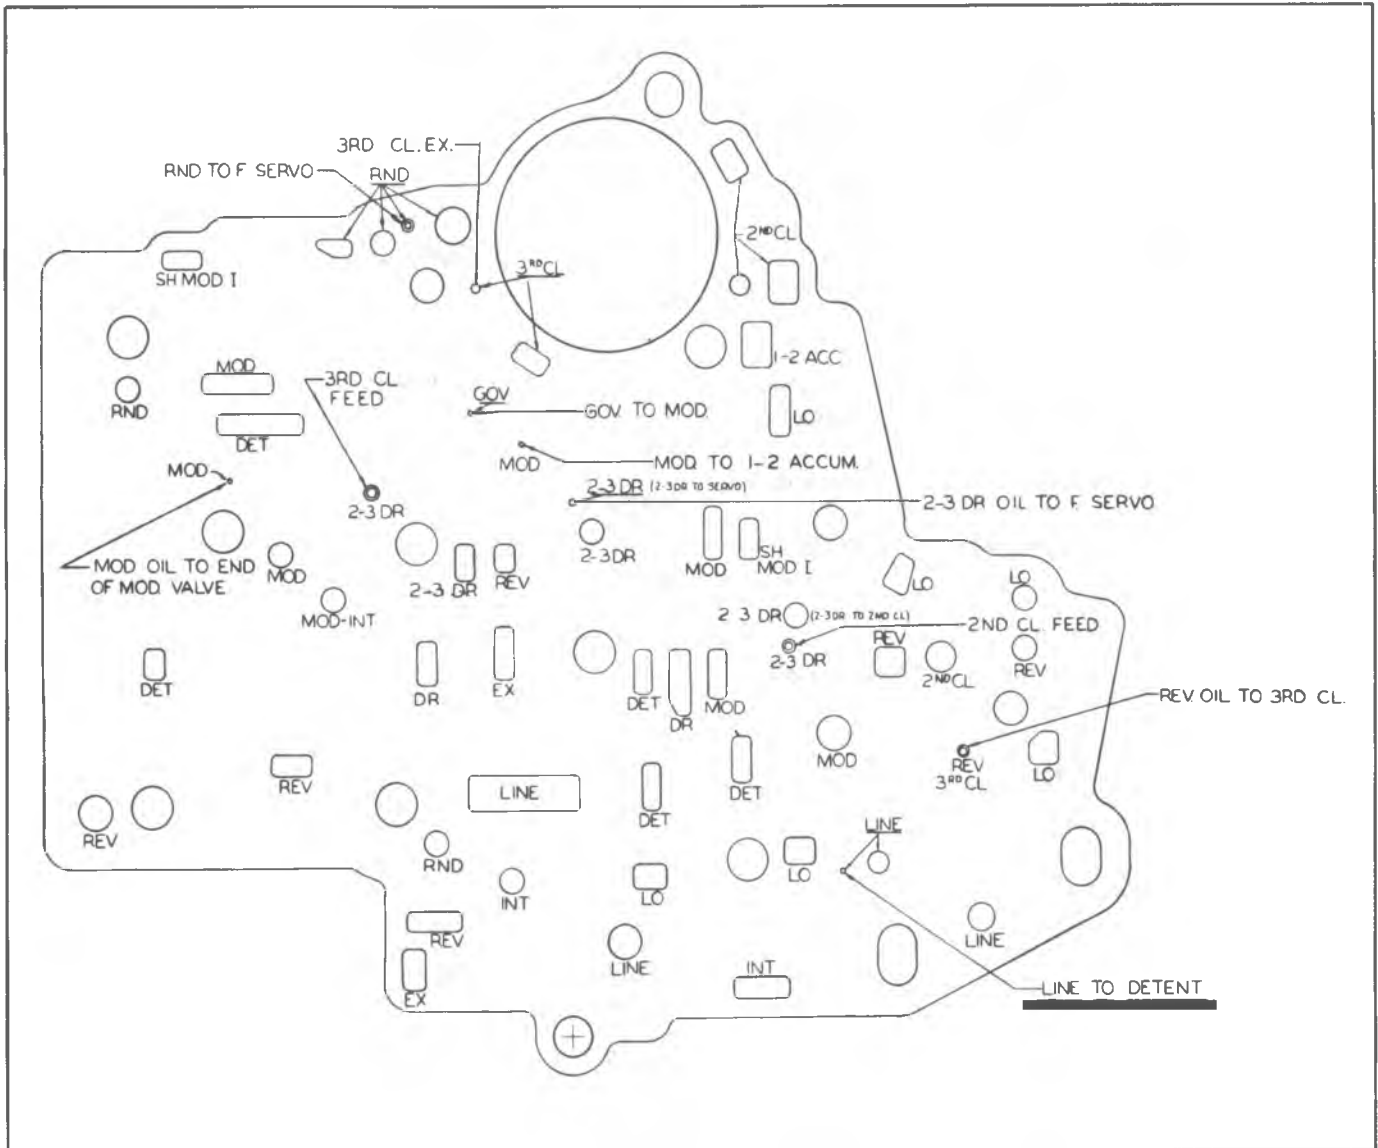 3RD CL. EX.
RND TO F SERVO
RND
2ND CL
SH MOD I
3RD CL
1-2 ACC
MOD
3RD CL.
FEED
RND
GOV
GOV. TO MOD.
LO
DET
MOD
MOD TO 1-2 ACCUM.
MOD
2-3 DR (2-3 DR TO SERVO)
2-3 DR OIL TO F. SERVO
2-3 DR
2-3 DR
MOD
SH
MOD I
MOD OIL TO END
OF MOD. VALVE
MOD
2-3 DR
REV
LO
LO
MOD-INT
2 3 DR (2-3 DR TO 2ND CL)
2ND CL. FEED
REV
2-3 DR
2ND CL
REV
DET
DR
EX
DET
DR
MOD
REV. OIL TO 3RD CL.
MOD
REV
3RD CL
LO
REV
LINE
DET
DET
REV
LINE
RND
LO
INT
LO
REV
LINE
LINE
INT
EX
LINE TO DETENT